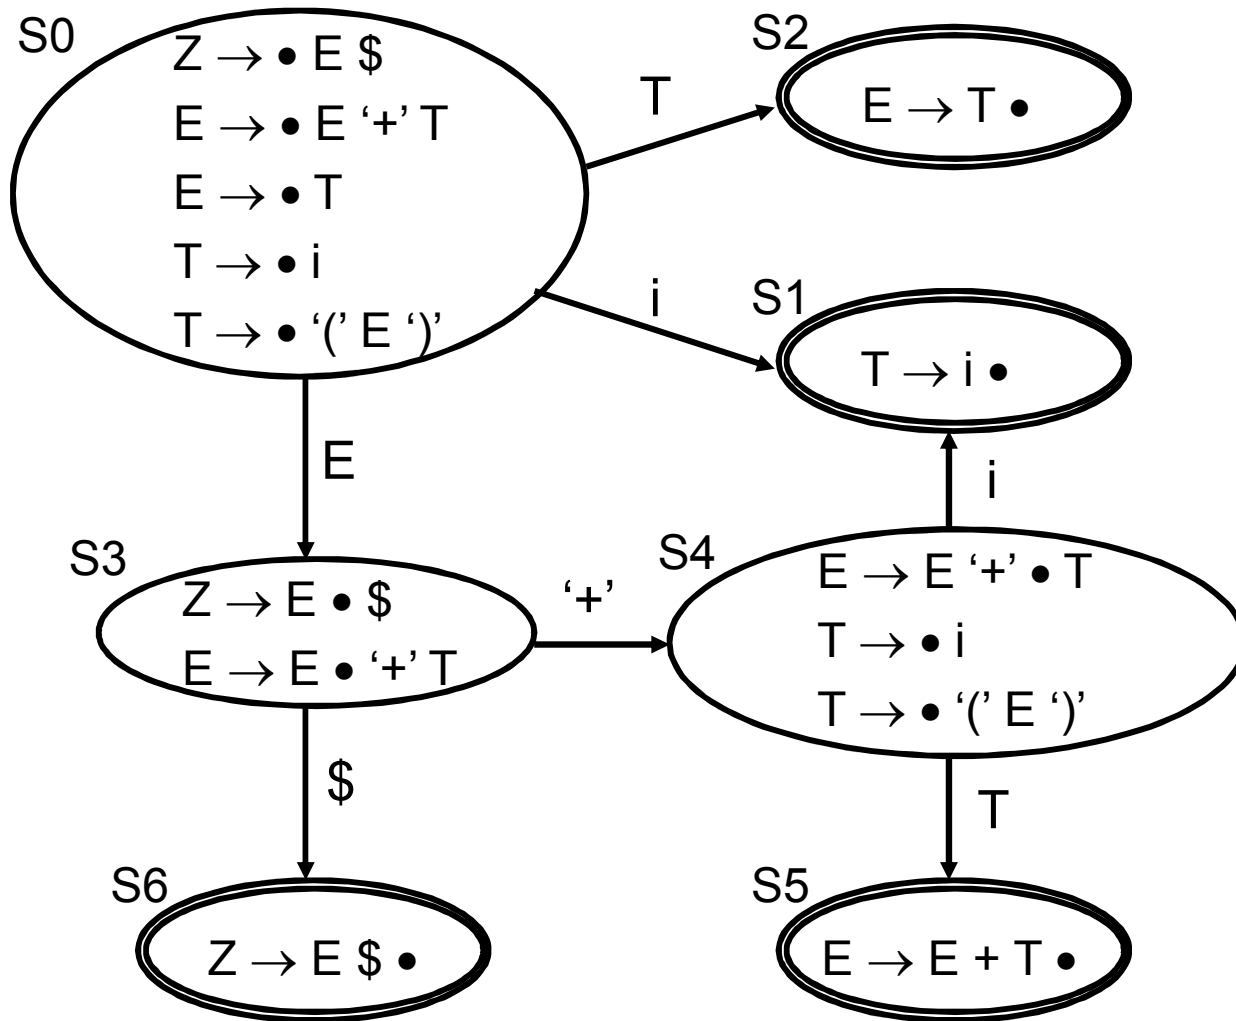 S0
Z → • E $
E → • E ‘+’ T
E → • T
T → • i
T → • ‘(’ E ‘)’
T
S2
E → T •
i
S1
T → i •
E
i
S3
Z → E • $
E → E • ‘+’ T
‘+’
S4
E → E ‘+’ • T
T → • i
T → • ‘(’ E ‘)’
$
T
S6
Z → E $ •
S5
E → E + T •